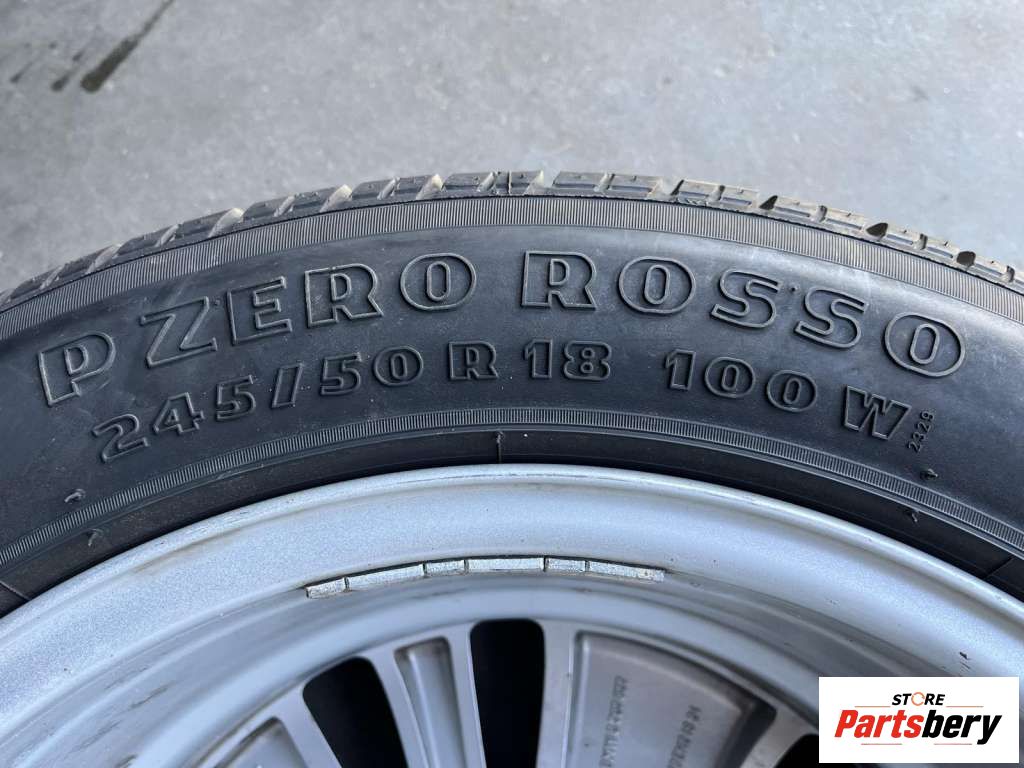 P ZERO ROSSO
245/50 R 18 100 W
2329
STORE
Partsbery